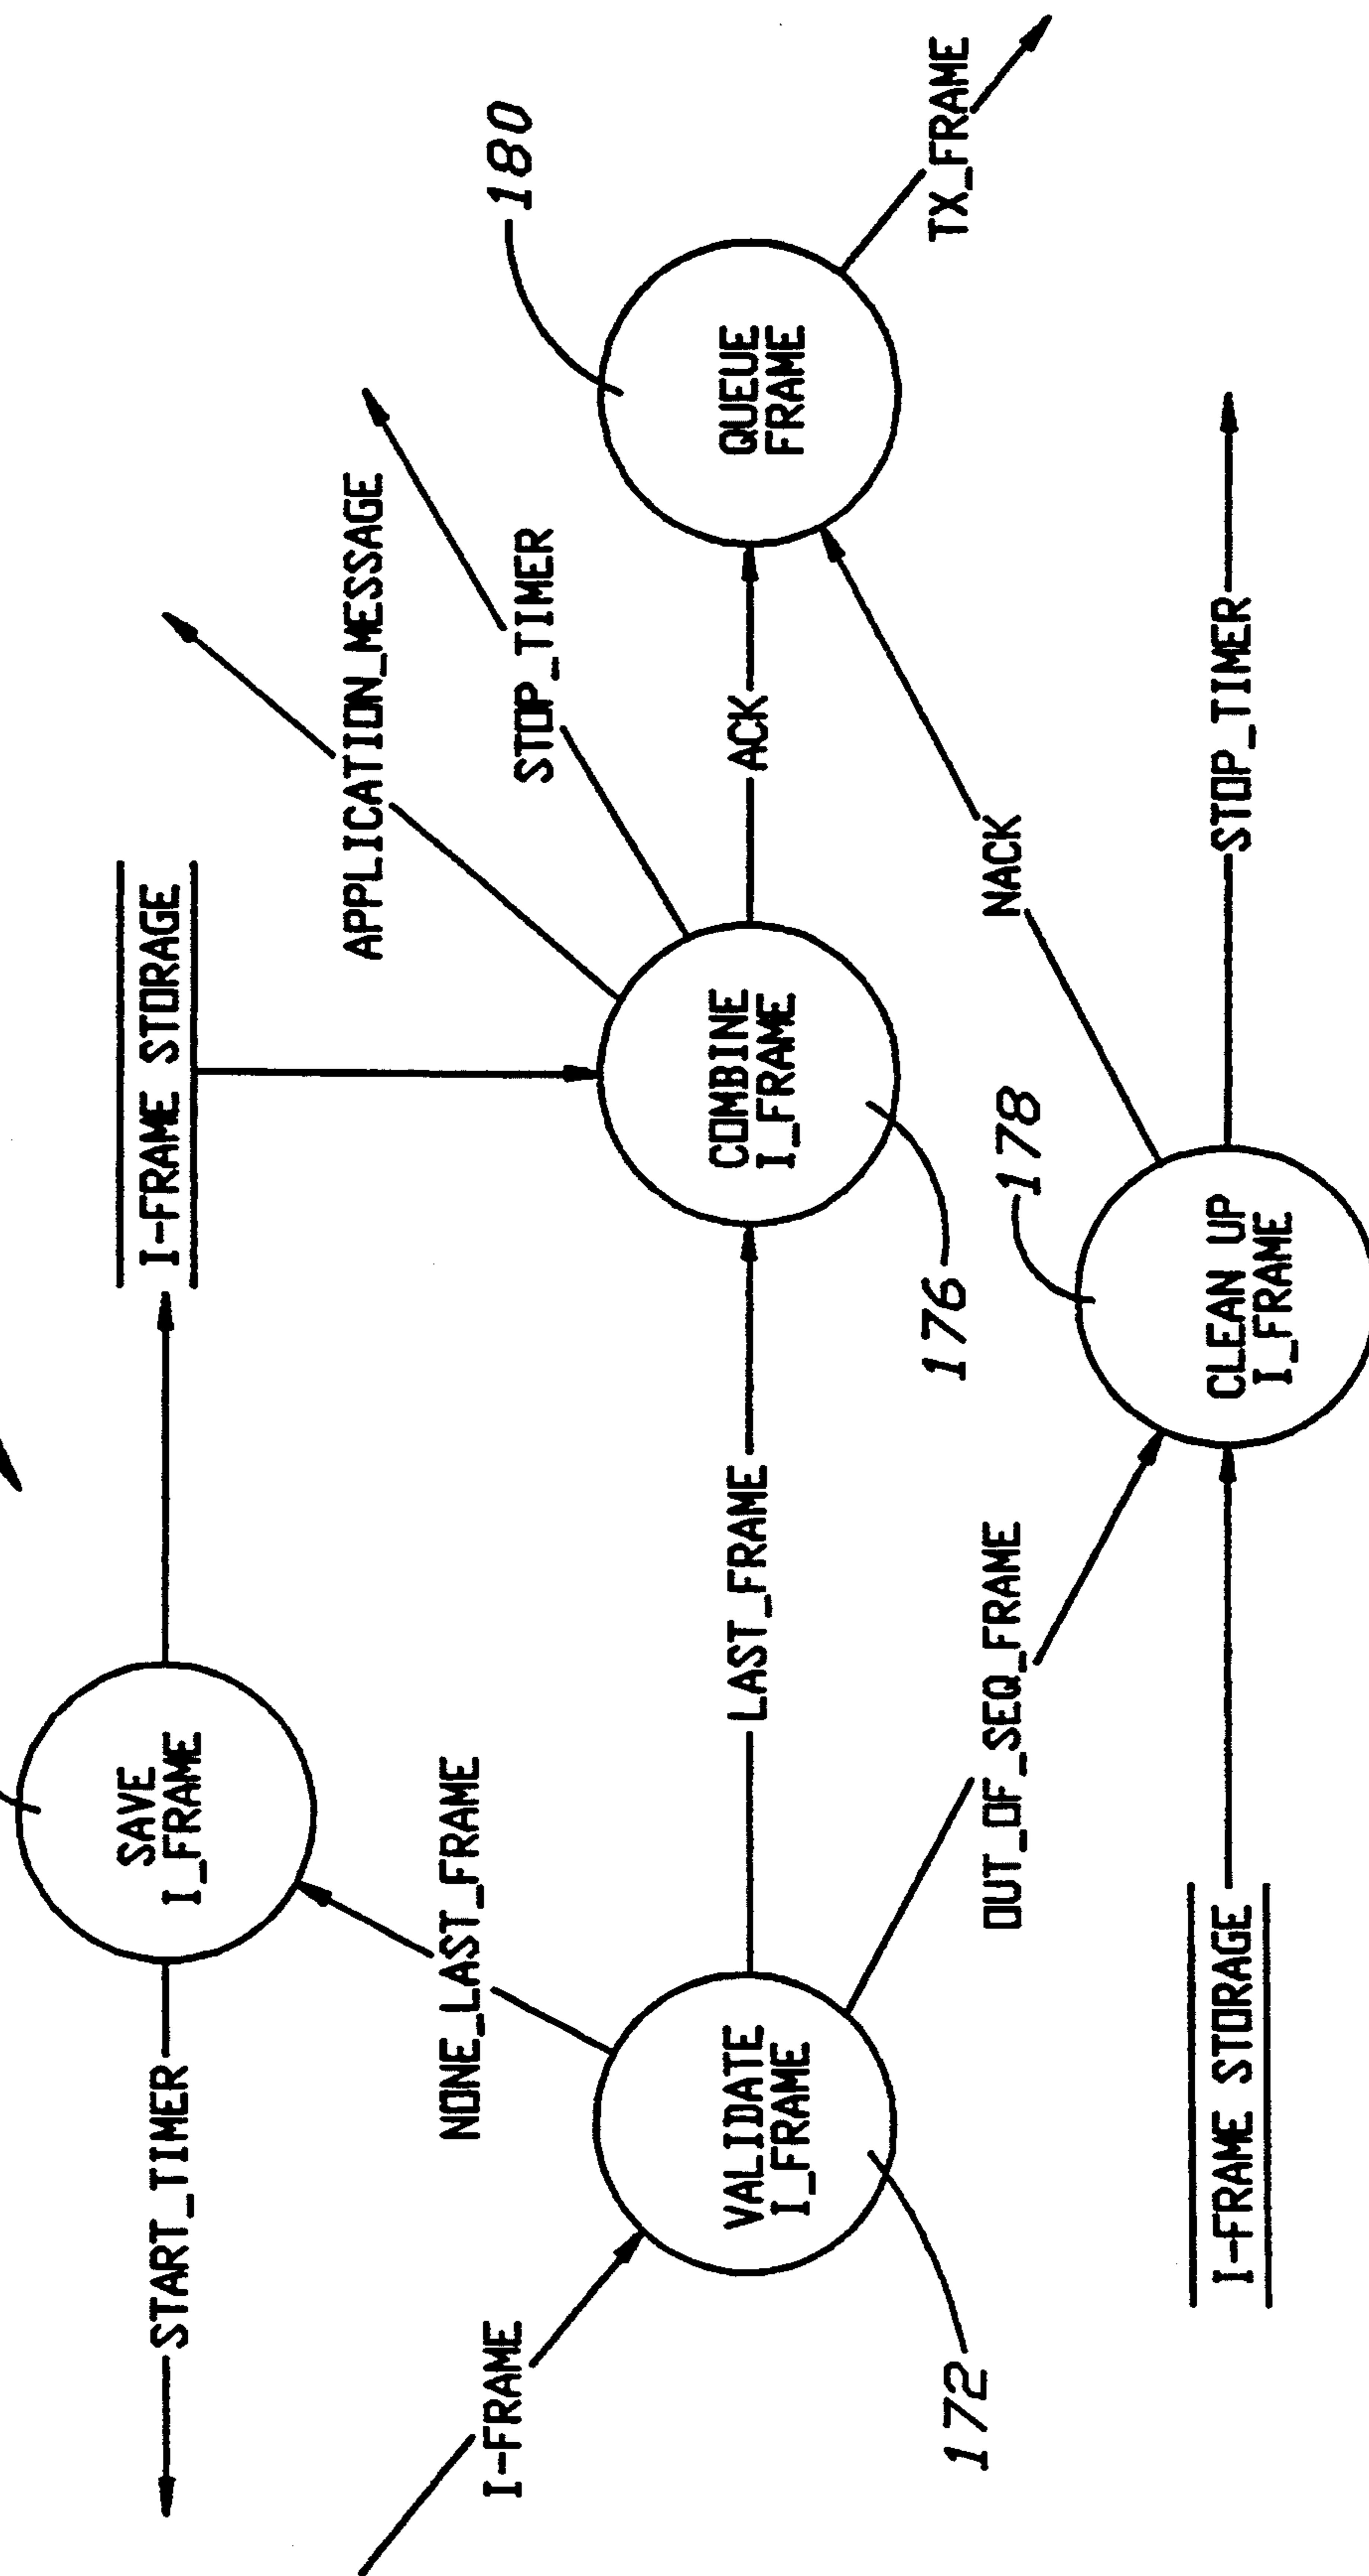 START_TIMER
SAVE
I_FRAME
I-FRAME STORAGE
APPLICATION_MESSAGE
NONE_LAST_FRAME
I-FRAME
STOP_TIMER
180
VALIDATE
I_FRAME
LAST_FRAME
COMBINE
I_FRAME
ACK
QUEUE
FRAME
172
176
OUT_OF_SEQ_FRAME
178
NACK
TX_FRAME
I-FRAME STORAGE
CLEAN UP
I_FRAME
STOP_TIMER